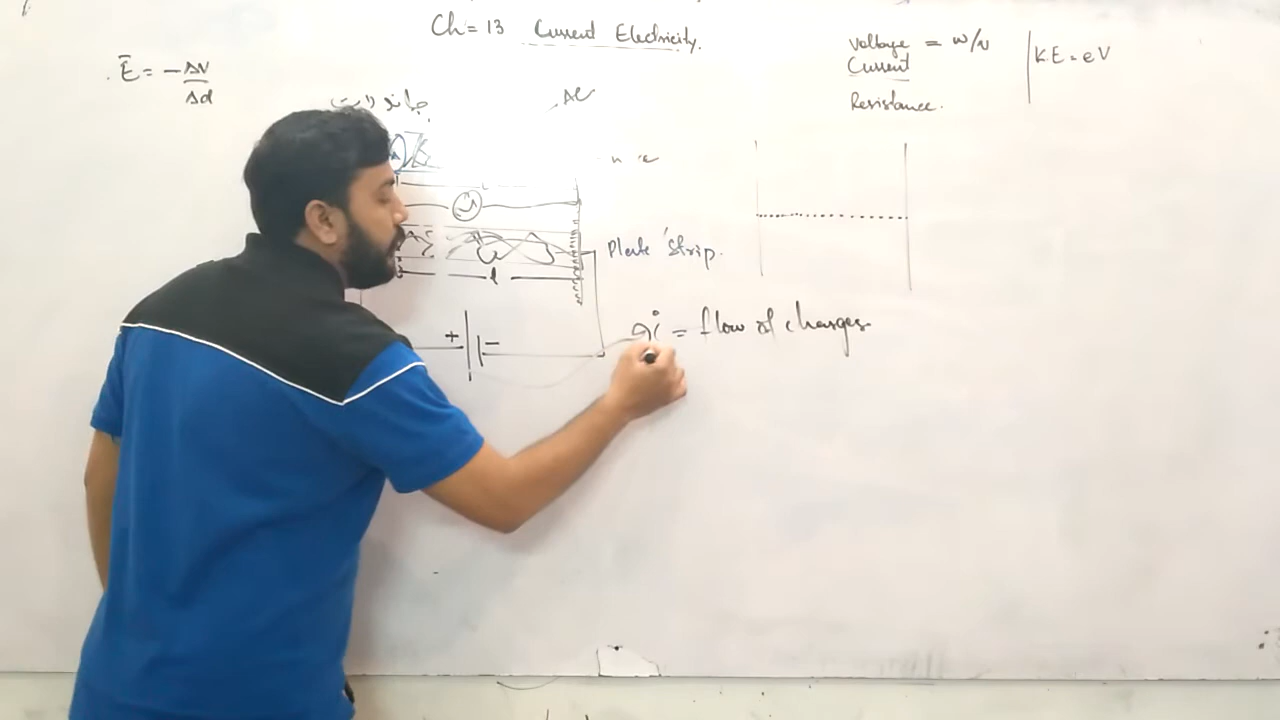 Ch= 13 Current Electricity.
E = - ΔV
Δd
Voltage = w/v
Current
Resistance.
K.E = eV
Plate Strip.
+ -
l
i = flow of charges